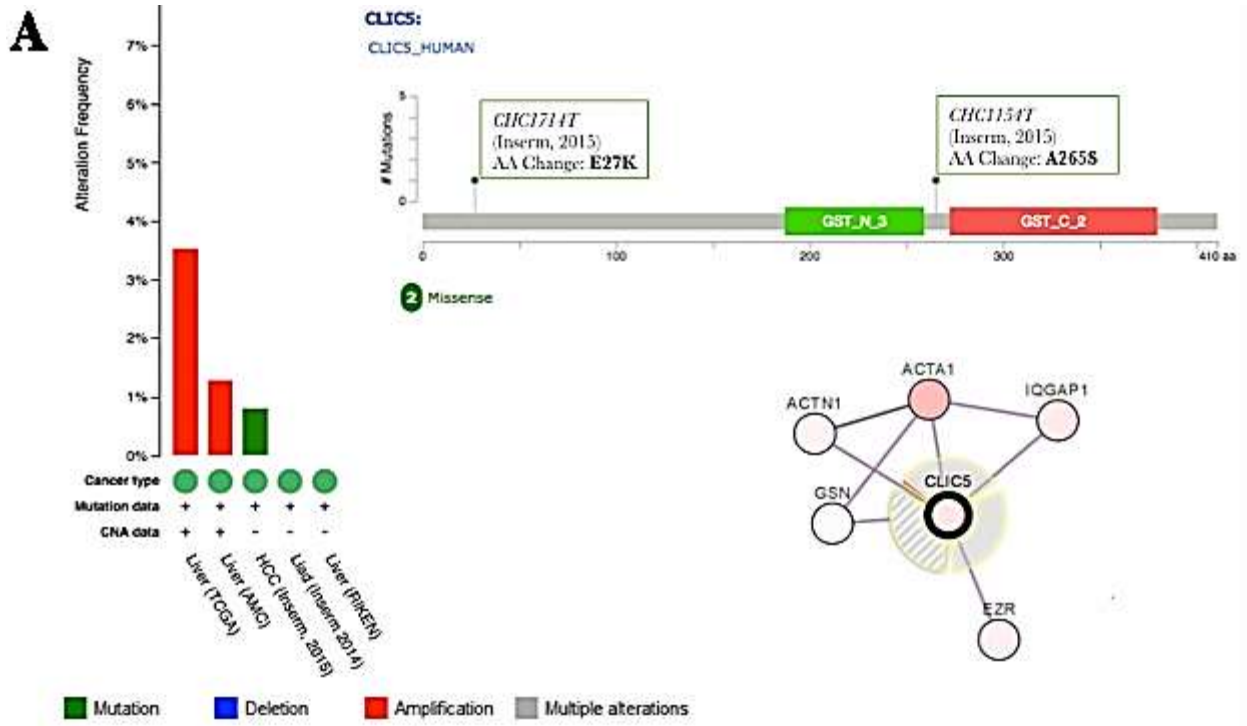 A
Alteration Frequency
7%
6%
5%
4%
3%
2%
1%
0%
Cancer type
Mutation data + + + + +
CNA data + + - - -
Liver (TCGA)
Liver (AMC)
HCC (Inserm, 2015)
Liad (Inserm 2014)
Liver (RIKEN)
CLIC5:
CLIC5_HUMAN
# Mutations
5
0
CHC1714T
(Inserm, 2015)
AA Change: E27K
CHC1154T
(Inserm, 2015)
AA Change: A265S
GST_N_3
GST_C_2
0 100 200 300 410 aa
2 Missense
ACTA1
IQGAP1
ACTN1
CLIC5
GSN
EZR
Mutation Deletion Amplification Multiple alterations